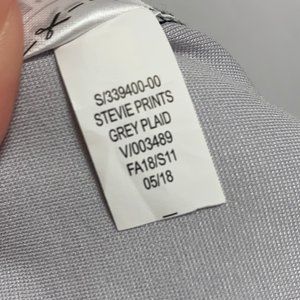 S/339400-00
STEVIE PRINTS
GREY PLAID
V/003489
FA18/S11
05/18